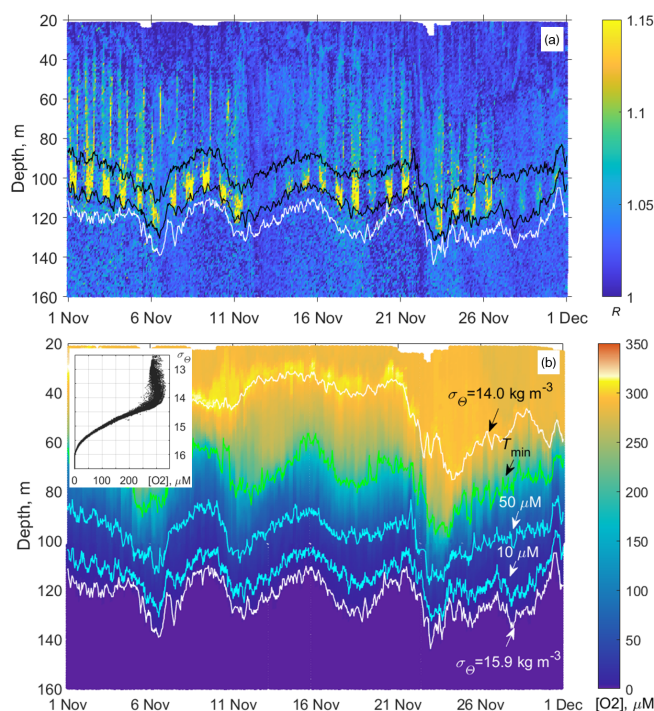 20
40
60
80
100
120
140
160
Depth, m
(a)
1 Nov 6 Nov 11 Nov 16 Nov 21 Nov 26 Nov 1 Dec
1.15
1.1
1.05
1
R
20
40
60
80
100
120
140
160
Depth, m
(b)
σΘ
13
14
15
16
0 200
[O2], μM
σΘ=14.0 kg m-3
Tmin
50 μM
10 μM
σΘ=15.9 kg m-3
1 Nov 6 Nov 11 Nov 16 Nov 21 Nov 26 Nov 1 Dec
350
300
250
200
150
100
50
0
[O2], μM